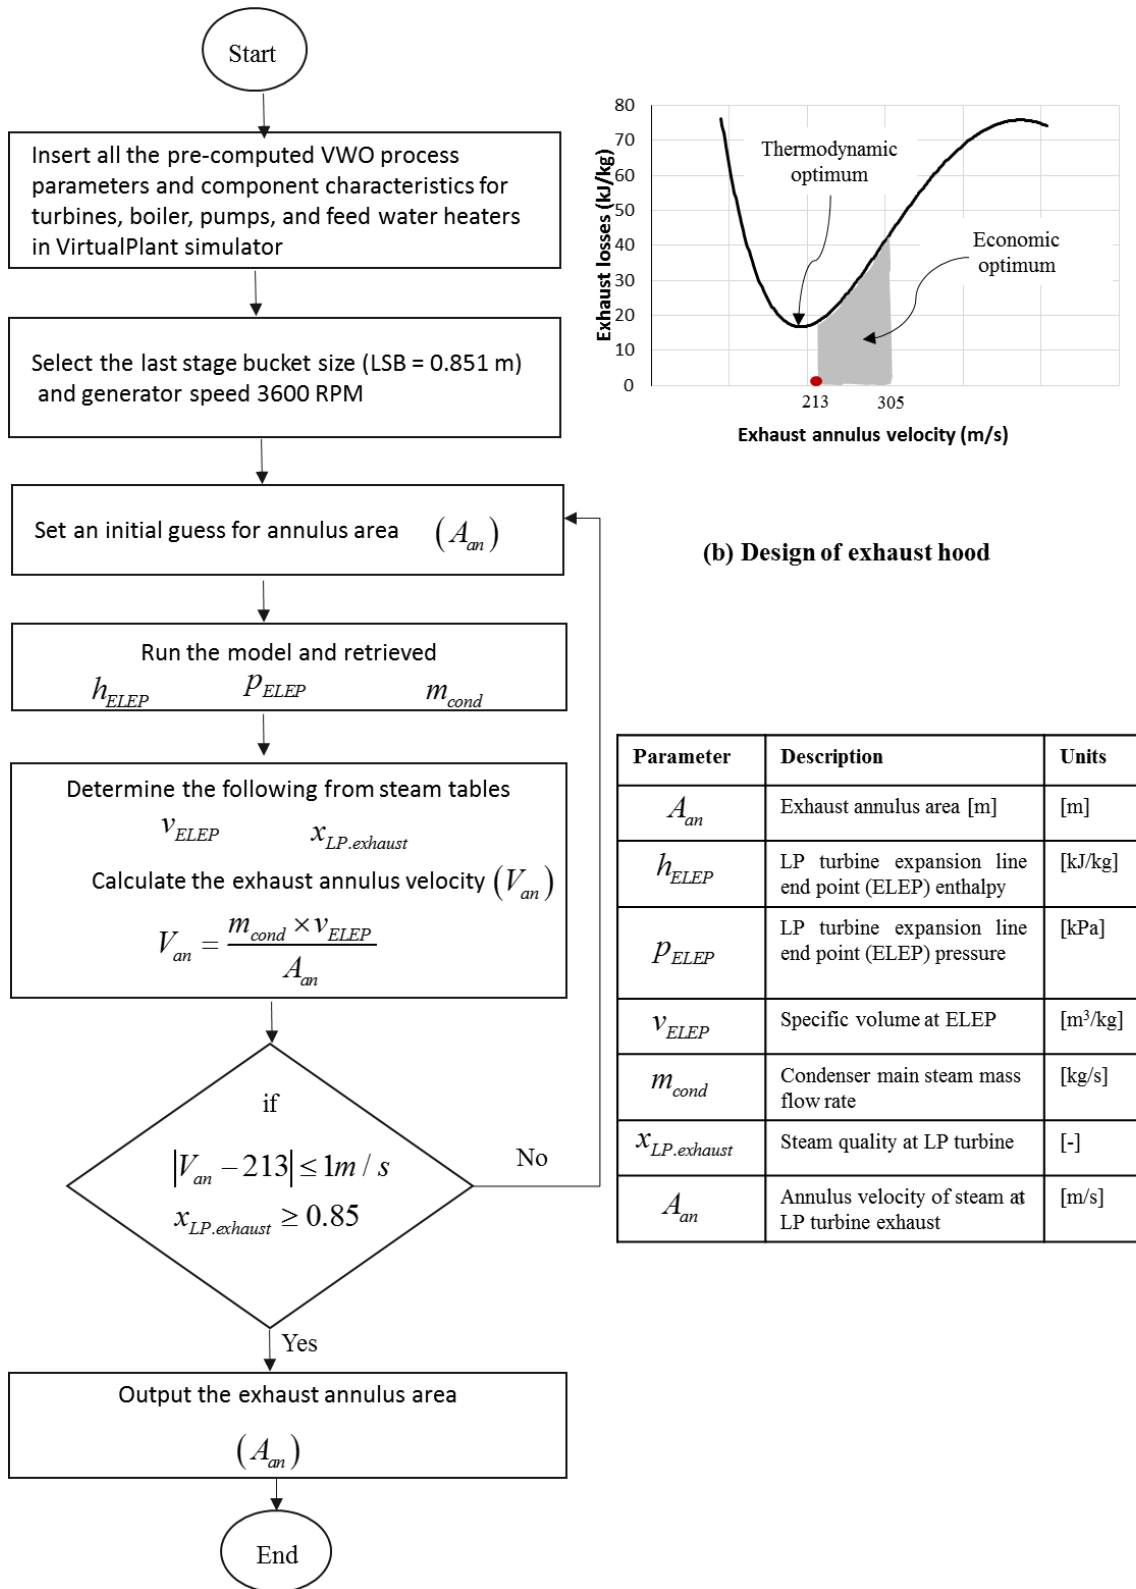 Start
Insert all the pre-computed VWO process
parameters and component characteristics for
turbines, boiler, pumps, and feed water heaters
in VirtualPlant simulator
Select the last stage bucket size (LSB = 0.851 m)
and generator speed 3600 RPM
Set an initial guess for annulus area (A_an)
Run the model and retrieved
h_ELEP p_ELEP m_cond
Determine the following from steam tables
v_ELEP x_LP.exhaust
Calculate the exhaust annulus velocity (V_an)
V_an = m_cond × v_ELEP / A_an
if
|V_an − 213| ≤ 1m / s
x_LP.exhaust ≥ 0.85
No
Yes
Output the exhaust annulus area
(A_an)
End
Exhaust losses (kJ/kg)
80
70
60
50
40
30
20
10
0
Thermodynamic
optimum
Economic
optimum
213 305
Exhaust annulus velocity (m/s)
(b) Design of exhaust hood
Parameter Description Units
A_an Exhaust annulus area [m] [m]
h_ELEP LP turbine expansion line [kJ/kg]
end point (ELEP) enthalpy
p_ELEP LP turbine expansion line [kPa]
end point (ELEP) pressure
v_ELEP Specific volume at ELEP [m³/kg]
m_cond Condenser main steam mass [kg/s]
flow rate
x_LP.exhaust Steam quality at LP turbine [-]
A_an Annulus velocity of steam at [m/s]
LP turbine exhaust